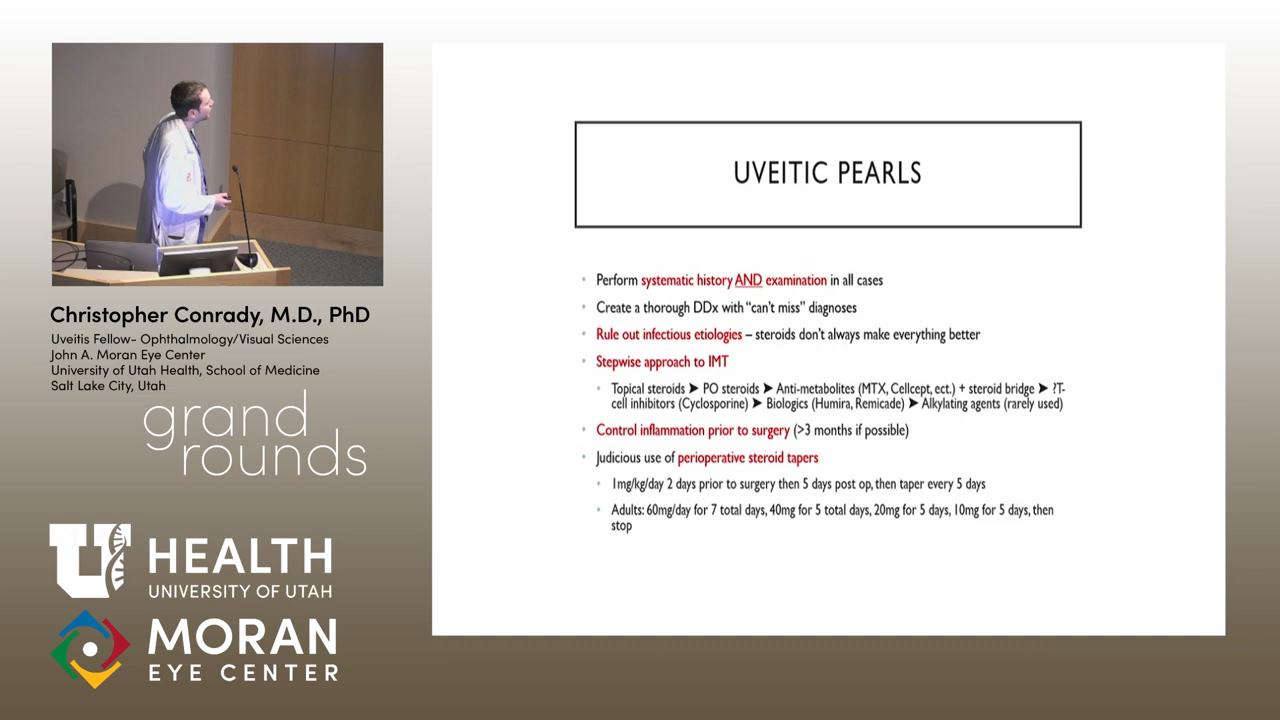 Christopher Conrady, M.D., PhD
Uveitis Fellow- Ophthalmology/Visual Sciences
John A. Moran Eye Center
University of Utah Health, School of Medicine
Salt Lake City, Utah
grand
rounds
U HEALTH
UNIVERSITY OF UTAH
MORAN
EYE CENTER
UVEITIC PEARLS
• Perform systematic history AND examination in all cases
• Create a thorough DDx with “can’t miss” diagnoses
• Rule out infectious etiologies – steroids don’t always make everything better
• Stepwise approach to IMT
• Topical steroids ➤ PO steroids ➤ Anti-metabolites (MTX, Cellcept, ect.) + steroid bridge ➤ ?T-
cell inhibitors (Cyclosporine) ➤ Biologics (Humira, Remicade) ➤ Alkylating agents (rarely used)
• Control inflammation prior to surgery (>3 months if possible)
• Judicious use of perioperative steroid tapers
• 1mg/kg/day 2 days prior to surgery then 5 days post op, then taper every 5 days
• Adults: 60mg/day for 7 total days, 40mg for 5 total days, 20mg for 5 days, 10mg for 5 days, then
stop